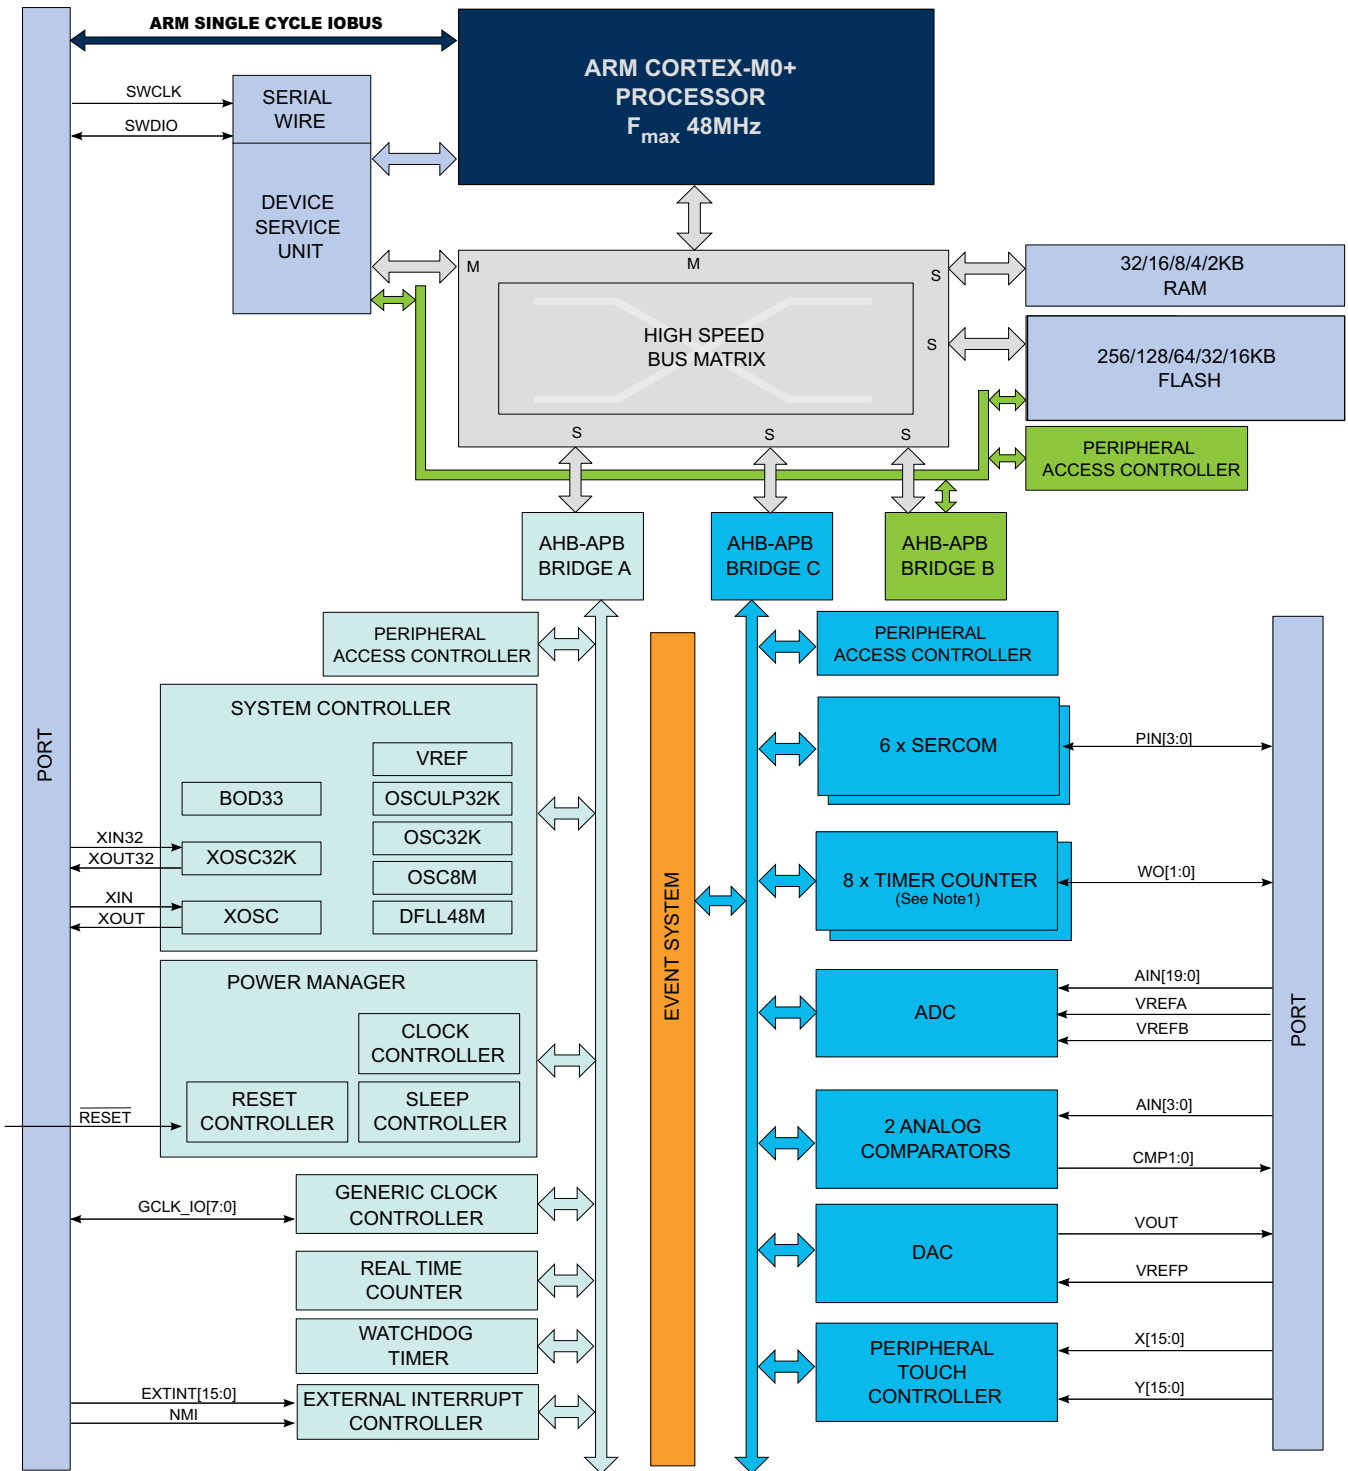 ARM SINGLE CYCLE IOBUS
ARM CORTEX-M0+
PROCESSOR
Fmax 48MHz
SWCLK
SWDIO
SERIAL
WIRE
DEVICE
SERVICE
UNIT
M
M
S
S
HIGH SPEED
BUS MATRIX
32/16/8/4/2KB
RAM
256/128/64/32/16KB
FLASH
PERIPHERAL
ACCESS CONTROLLER
S
S
S
AHB-APB
BRIDGE A
AHB-APB
BRIDGE C
AHB-APB
BRIDGE B
PORT
PERIPHERAL
ACCESS CONTROLLER
SYSTEM CONTROLLER
VREF
BOD33
OSCULP32K
OSC32K
XOSC32K
OSC8M
XOSC
DFLL48M
XIN32
XOUT32
XIN
XOUT
POWER MANAGER
CLOCK
CONTROLLER
RESET
CONTROLLER
SLEEP
CONTROLLER
RESET
GCLK_IO[7:0]
GENERIC CLOCK
CONTROLLER
REAL TIME
COUNTER
WATCHDOG
TIMER
EXTINT[15:0]
NMI
EXTERNAL INTERRUPT
CONTROLLER
EVENT SYSTEM
PERIPHERAL
ACCESS CONTROLLER
6 x SERCOM
PIN[3:0]
8 x TIMER COUNTER
(See Note1)
WO[1:0]
ADC
AIN[19:0]
VREFA
VREFB
2 ANALOG
COMPARATORS
AIN[3:0]
CMP1:0]
DAC
VOUT
VREFP
PERIPHERAL
TOUCH
CONTROLLER
X[15:0]
Y[15:0]
PORT